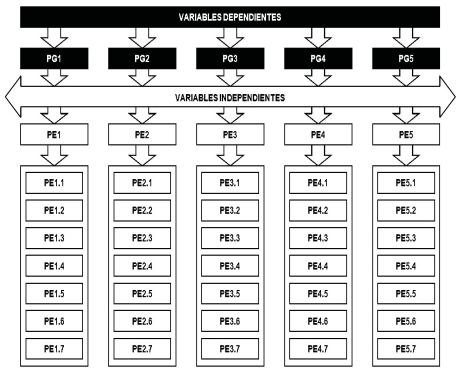 VARIABLES DEPENDIENTES
PG1 PG2 PG3 PG4 PG5
VARIABLES INDEPENDIENTES
PE1 PE2 PE3 PE4 PE5
PE1.1 PE2.1 PE3.1 PE4.1 PE5.1
PE1.2 PE2.2 PE3.2 PE4.2 PE5.2
PE1.3 PE2.3 PE3.3 PE4.3 PE5.3
PE1.4 PE2.4 PE3.4 PE4.4 PE5.4
PE1.5 PE2.5 PE3.5 PE4.5 PE5.5
PE1.6 PE2.6 PE3.6 PE4.6 PE5.6
PE1.7 PE2.7 PE3.7 PE4.7 PE5.7